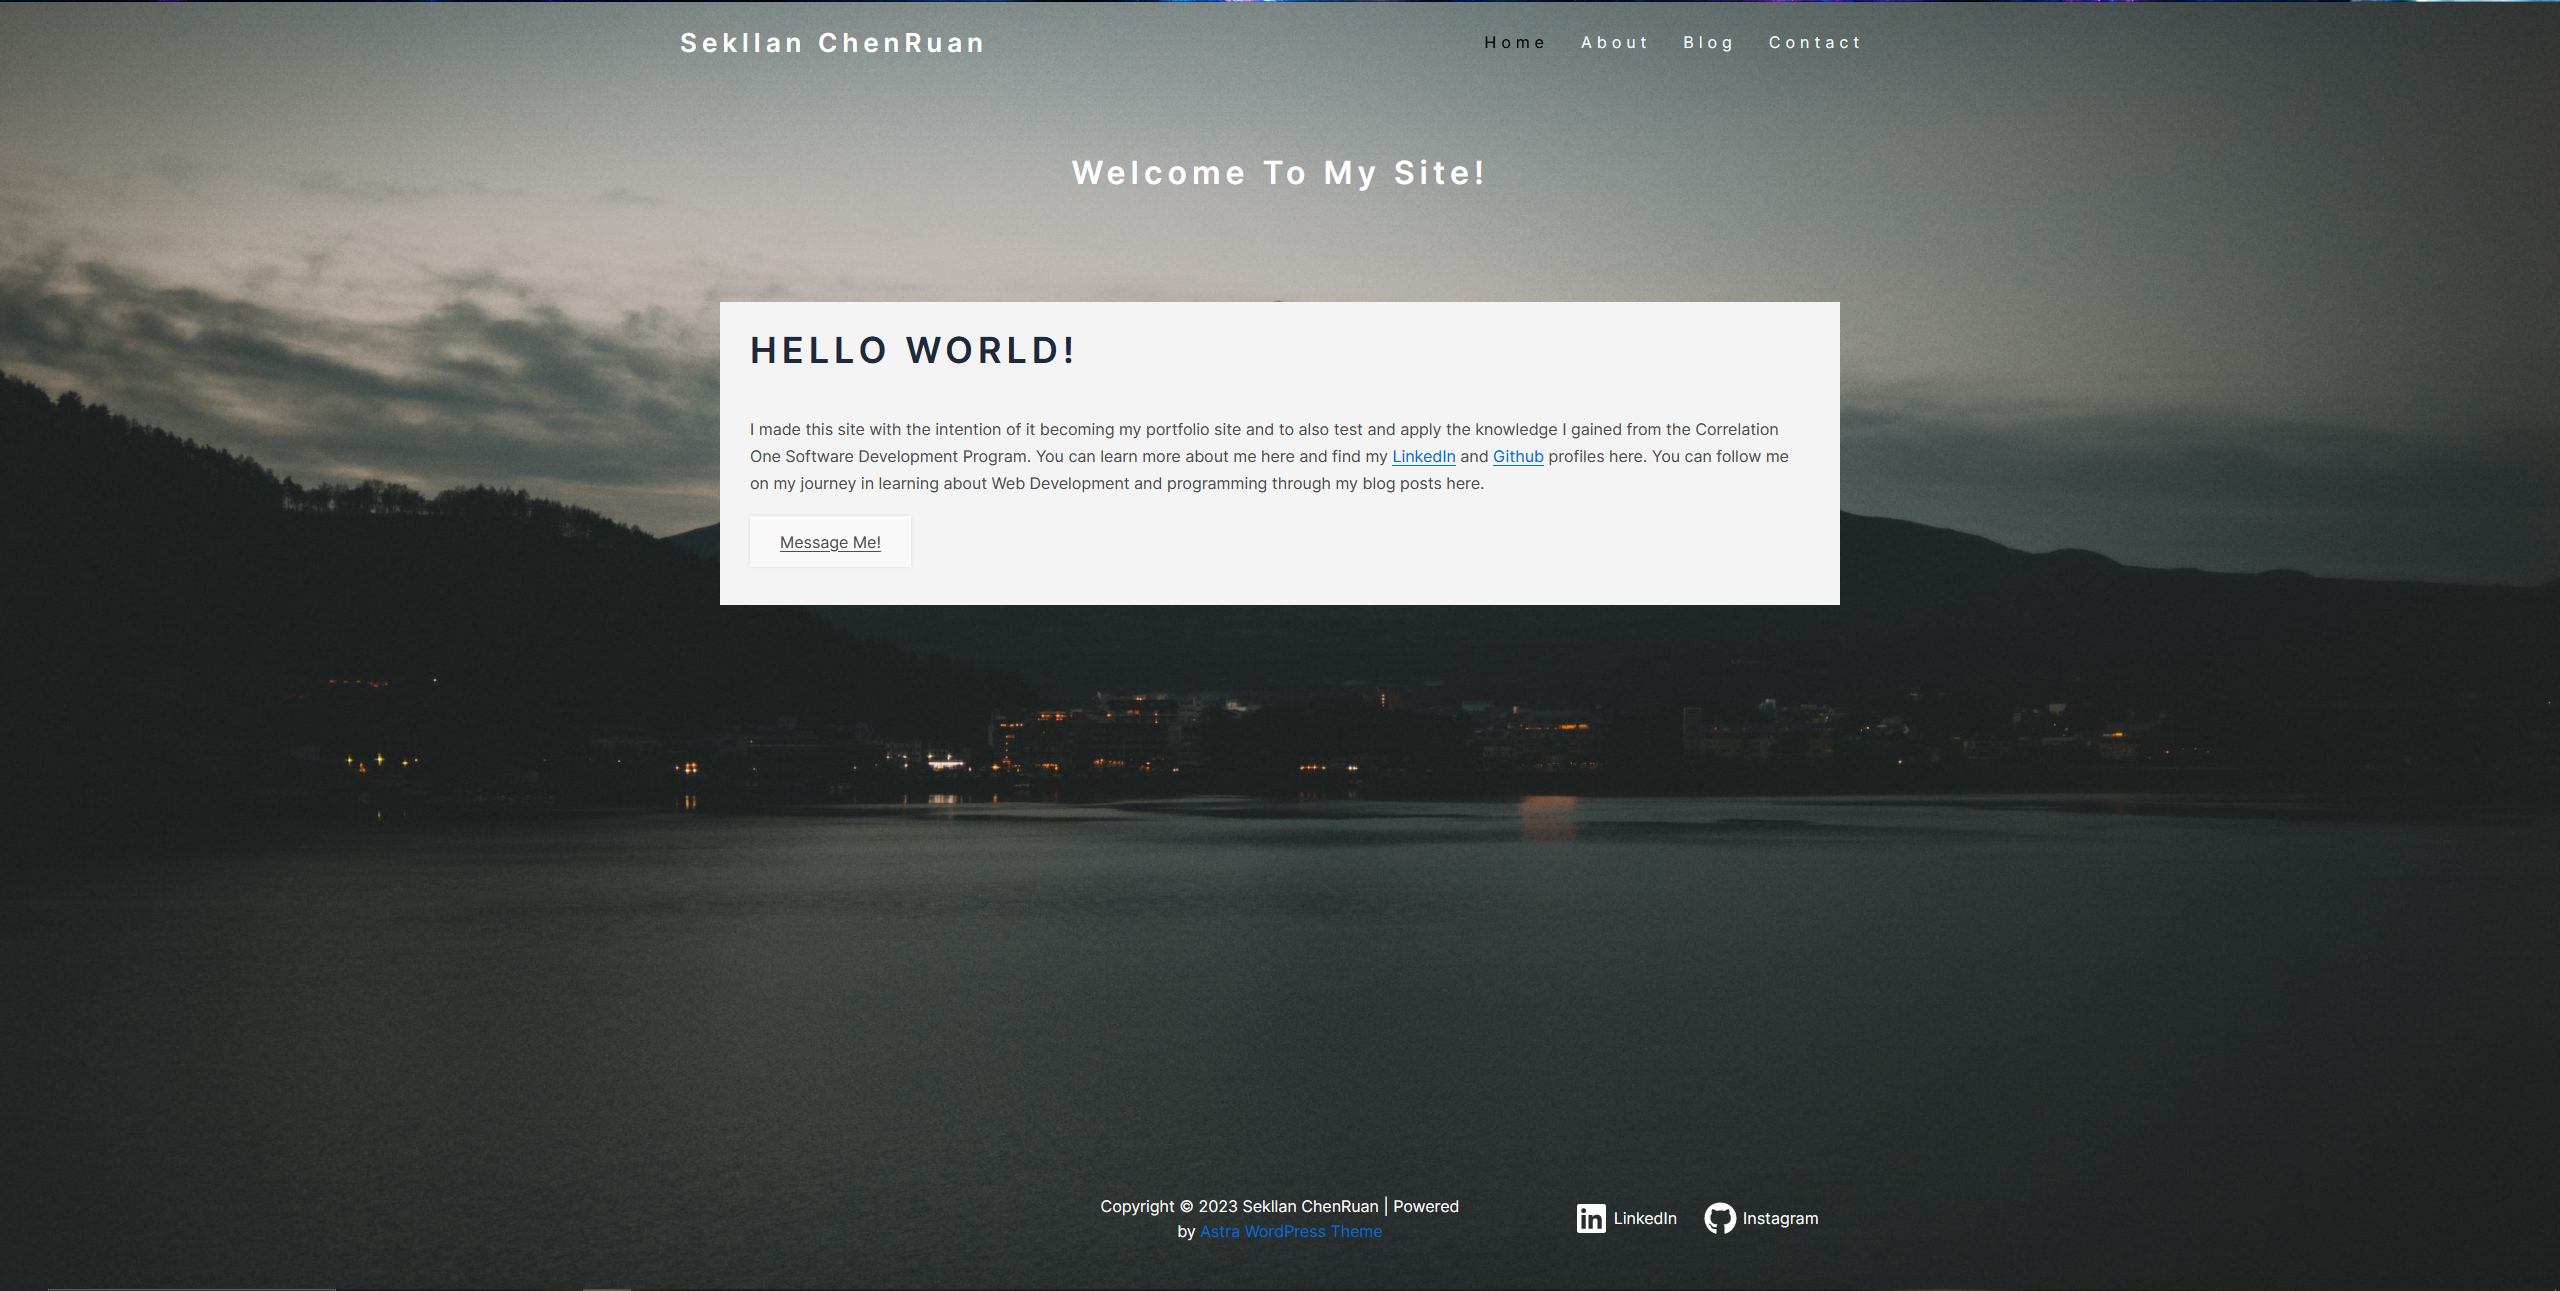 Sekllan ChenRuan
Home About Blog Contact
Welcome To My Site!
HELLO WORLD!
I made this site with the intention of it becoming my portfolio site and to also test and apply the knowledge I gained from the Correlation
One Software Development Program. You can learn more about me here and find my LinkedIn and Github profiles here. You can follow me
on my journey in learning about Web Development and programming through my blog posts here.
Message Me!
Copyright © 2023 Sekllan ChenRuan | Powered
by Astra WordPress Theme
LinkedIn Instagram